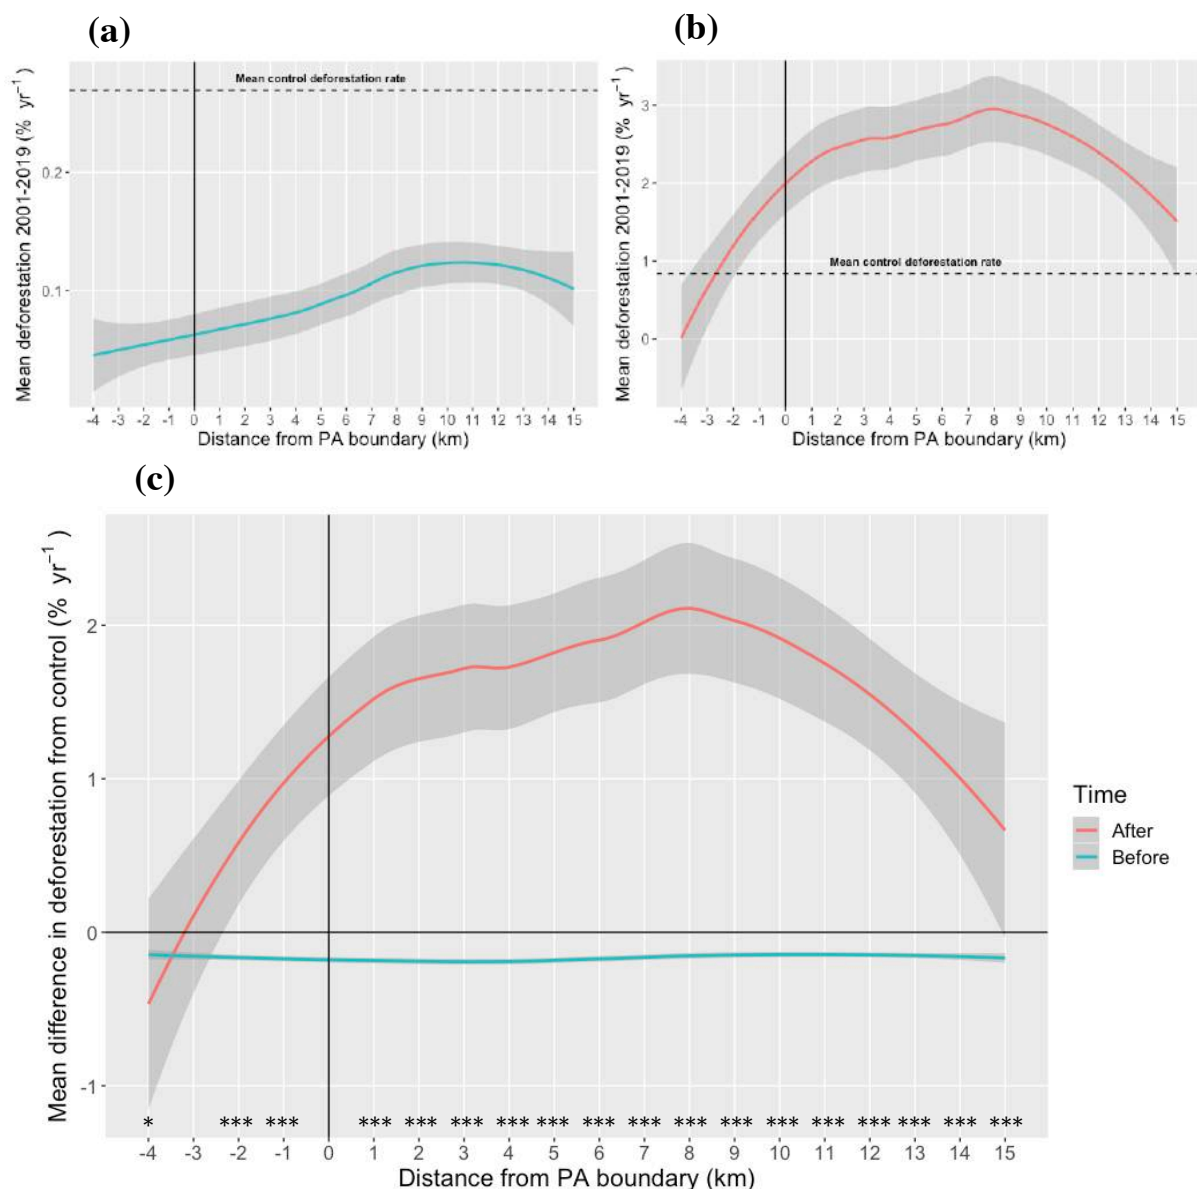 (a)
Mean deforestation 2001-2019 (% yr⁻¹ )
Mean control deforestation rate
0.2
0.1
-4 -3 -2 -1 0 1 2 3 4 5 6 7 8 9 10 11 12 13 14 15
Distance from PA boundary (km)
(b)
Mean deforestation 2001-2019 (% yr⁻¹ )
3
2
1
0
Mean control deforestation rate
-4 -3 -2 -1 0 1 2 3 4 5 6 7 8 9 10 11 12 13 14 15
Distance from PA boundary (km)
(c)
Mean difference in deforestation from control (% yr⁻¹ )
2
1
0
-1
* *** *** *** *** *** *** *** *** *** *** *** *** *** *** *** *** ***
-4 -3 -2 -1 0 1 2 3 4 5 6 7 8 9 10 11 12 13 14 15
Distance from PA boundary (km)
Time
After
Before